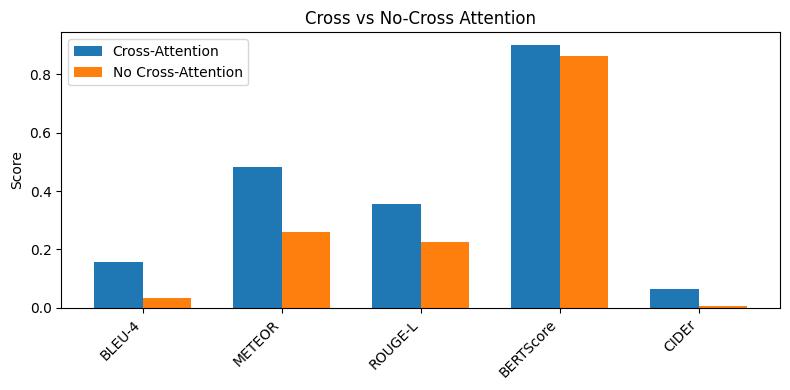 Cross vs No-Cross Attention
Cross-Attention
No Cross-Attention
Score
0.8
0.6
0.4
0.2
0.0
BLEU-4
METEOR
ROUGE-L
BERTScore
CIDEr